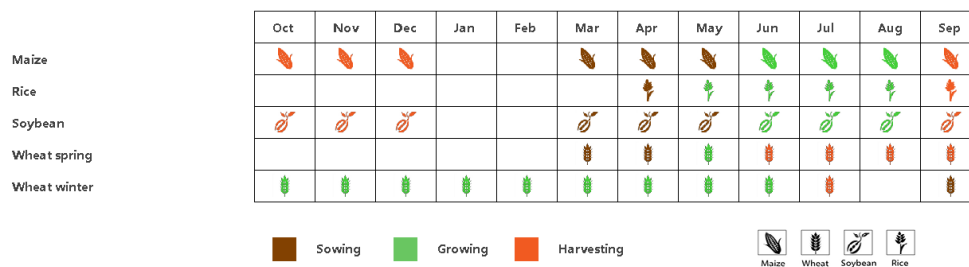 Oct Nov Dec Jan Feb Mar Apr May Jun Jul Aug Sep
Maize
Rice
Soybean
Wheat spring
Wheat winter
Sowing Growing Harvesting
Maize Wheat Soybean Rice